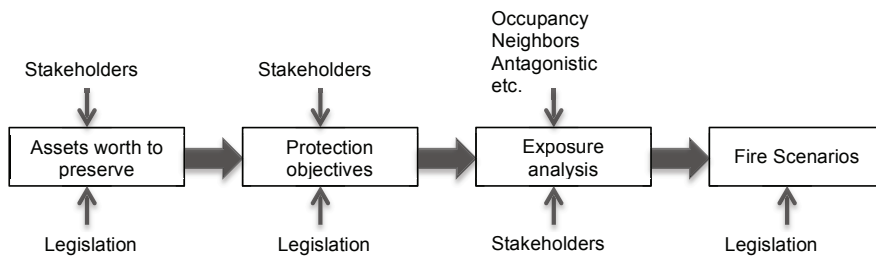 Occupancy
Neighbors
Antagonistic
etc.
Stakeholders
Stakeholders
Assets worth to
preserve
Protection
objectives
Exposure
analysis
Fire Scenarios
Legislation
Legislation
Stakeholders
Legislation